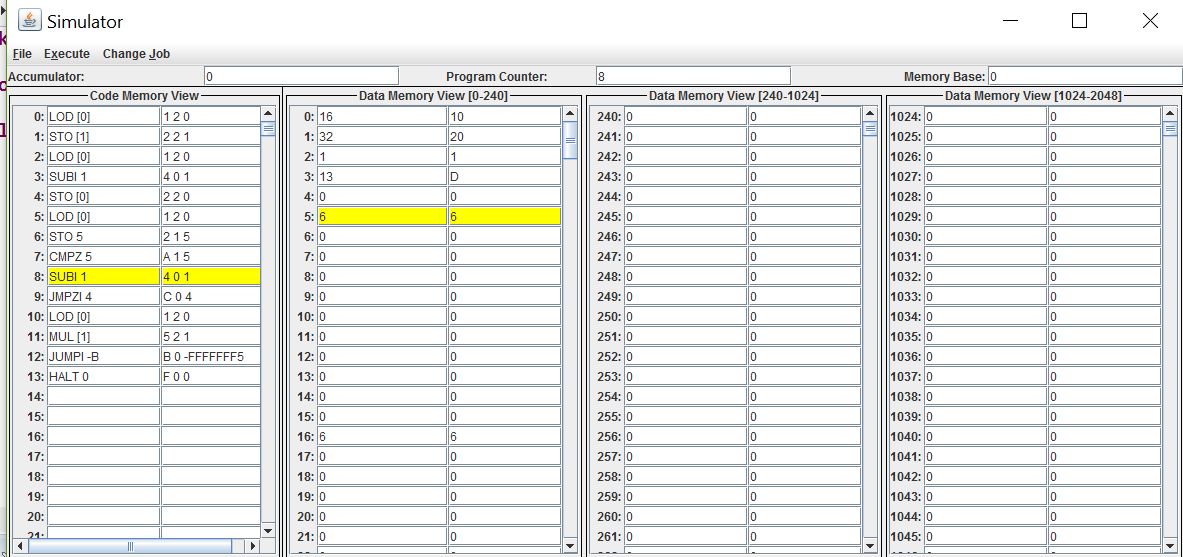 Simulator
File Execute Change Job
Accumulator: 0 Program Counter: 8 Memory Base: 0
Code Memory View Data Memory View [0-240] Data Memory View [240-1024] Data Memory View [1024-2048]
0: LOD [0] 1 2 0 0: 16 10 240: 0 0 1024: 0 0
1: STO [1] 2 2 1 1: 32 20 241: 0 0 1025: 0 0
2: LOD [0] 1 2 0 2: 1 1 242: 0 0 1026: 0 0
3: SUBI 1 4 0 1 3: 13 D 243: 0 0 1027: 0 0
4: STO [0] 2 2 0 4: 0 0 244: 0 0 1028: 0 0
5: LOD [0] 1 2 0 5: 6 6 245: 0 0 1029: 0 0
6: STO 5 2 1 5 6: 0 0 246: 0 0 1030: 0 0
7: CMPZ 5 A 1 5 7: 0 0 247: 0 0 1031: 0 0
8: SUBI 1 4 0 1 8: 0 0 248: 0 0 1032: 0 0
9: JMPZI 4 C 0 4 9: 0 0 249: 0 0 1033: 0 0
10: LOD [0] 1 2 0 10: 0 0 250: 0 0 1034: 0 0
11: MUL [1] 5 2 1 11: 0 0 251: 0 0 1035: 0 0
12: JUMPI -B B 0 -FFFFFFF5 12: 0 0 252: 0 0 1036: 0 0
13: HALT 0 F 0 0 13: 0 0 253: 0 0 1037: 0 0
14: 14: 0 0 254: 0 0 1038: 0 0
15: 15: 0 0 255: 0 0 1039: 0 0
16: 16: 6 6 256: 0 0 1040: 0 0
17: 17: 0 0 257: 0 0 1041: 0 0
18: 18: 0 0 258: 0 0 1042: 0 0
19: 19: 0 0 259: 0 0 1043: 0 0
20: 20: 0 0 260: 0 0 1044: 0 0
21: 21: 0 0 261: 0 0 1045: 0 0